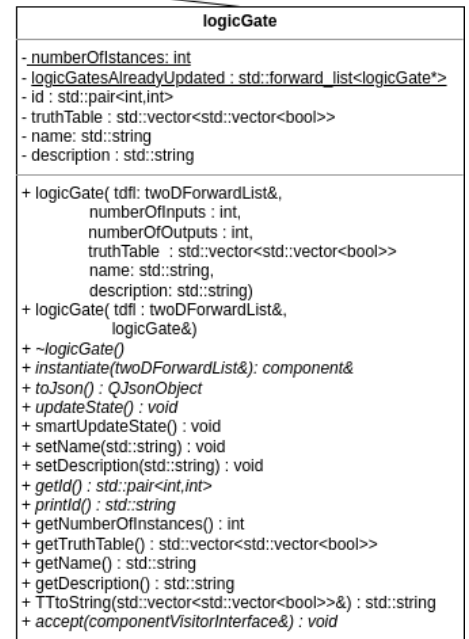 logicGate
- numberOfIstances: int
- logicGatesAlreadyUpdated : std::forward_list<logicGate*>
- id : std::pair<int,int>
- truthTable : std::vector<std::vector<bool>>
- name: std::string
- description : std::string
+ logicGate( tdfl: twoDForwardList&,
numberOfInputs : int,
numberOfOutputs : int,
truthTable : std::vector<std::vector<bool>>
name: std::string,
description: std::string)
+ logicGate( tdfl : twoDForwardList&,
logicGate&)
+ ~logicGate()
+ instantiate(twoDForwardList&): component&
+ toJson() : QJsonObject
+ updateState() : void
+ smartUpdateState() : void
+ setName(std::string) : void
+ setDescription(std::string) : void
+ getId() : std::pair<int,int>
+ printId() : std::string
+ getNumberOfInstances() : int
+ getTruthTable() : std::vector<std::vector<bool>>
+ getName() : std::string
+ getDescription() : std::string
+ TTtoString(std::vector<std::vector<bool>>&) : std::string
+ accept(componentVisitorInterface&) : void